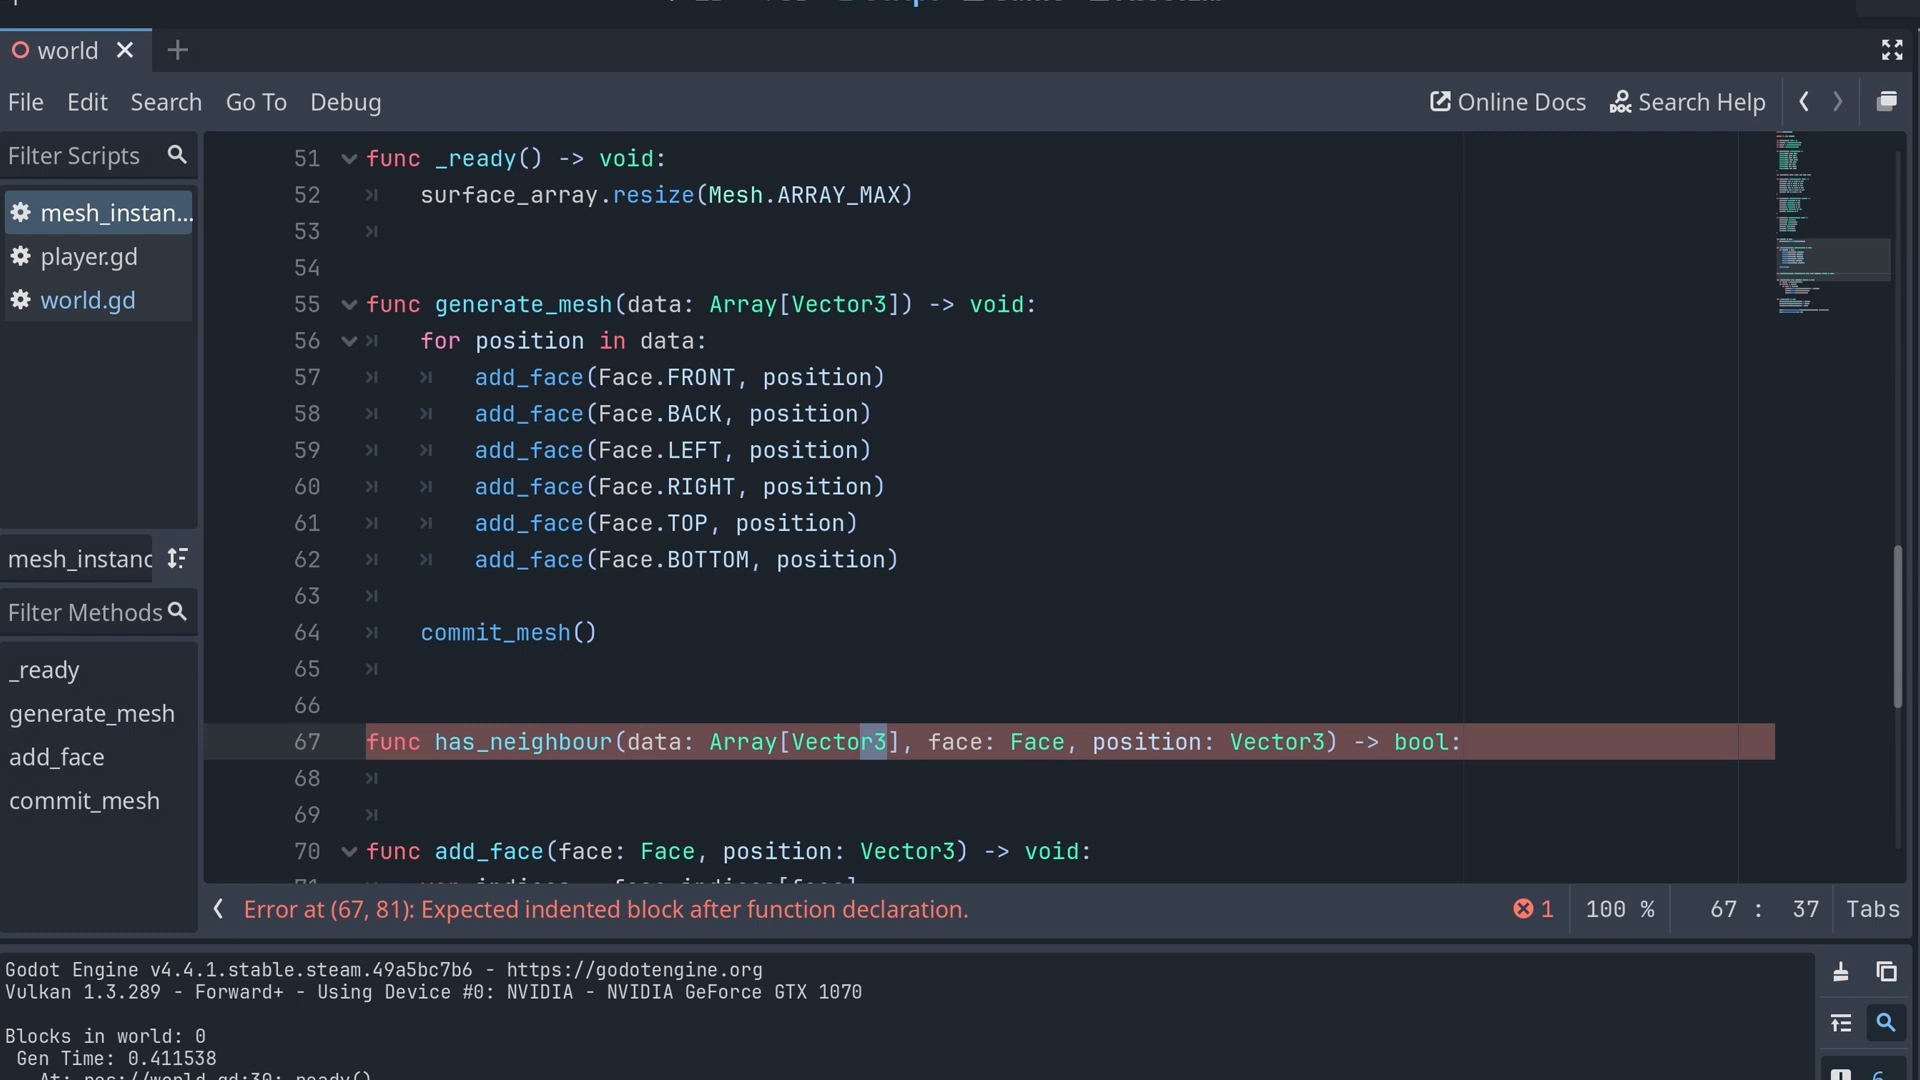 world
File Edit Search Go To Debug
Online Docs Search Help
Filter Scripts
mesh_instan...
player.gd
world.gd
mesh_instanc
Filter Methods
_ready
generate_mesh
add_face
commit_mesh
51 func _ready() -> void:
52 surface_array.resize(Mesh.ARRAY_MAX)
53
54
55 func generate_mesh(data: Array[Vector3]) -> void:
56 for position in data:
57 add_face(Face.FRONT, position)
58 add_face(Face.BACK, position)
59 add_face(Face.LEFT, position)
60 add_face(Face.RIGHT, position)
61 add_face(Face.TOP, position)
62 add_face(Face.BOTTOM, position)
63
64 commit_mesh()
65
66
67 func has_neighbour(data: Array[Vector3], face: Face, position: Vector3) -> bool:
68
69
70 func add_face(face: Face, position: Vector3) -> void:
Error at (67, 81): Expected indented block after function declaration.
1 100 % 67 : 37 Tabs
Godot Engine v4.4.1.stable.steam.49a5bc7b6 - https://godotengine.org
Vulkan 1.3.289 - Forward+ - Using Device #0: NVIDIA - NVIDIA GeForce GTX 1070
Blocks in world: 0
Gen Time: 0.411538